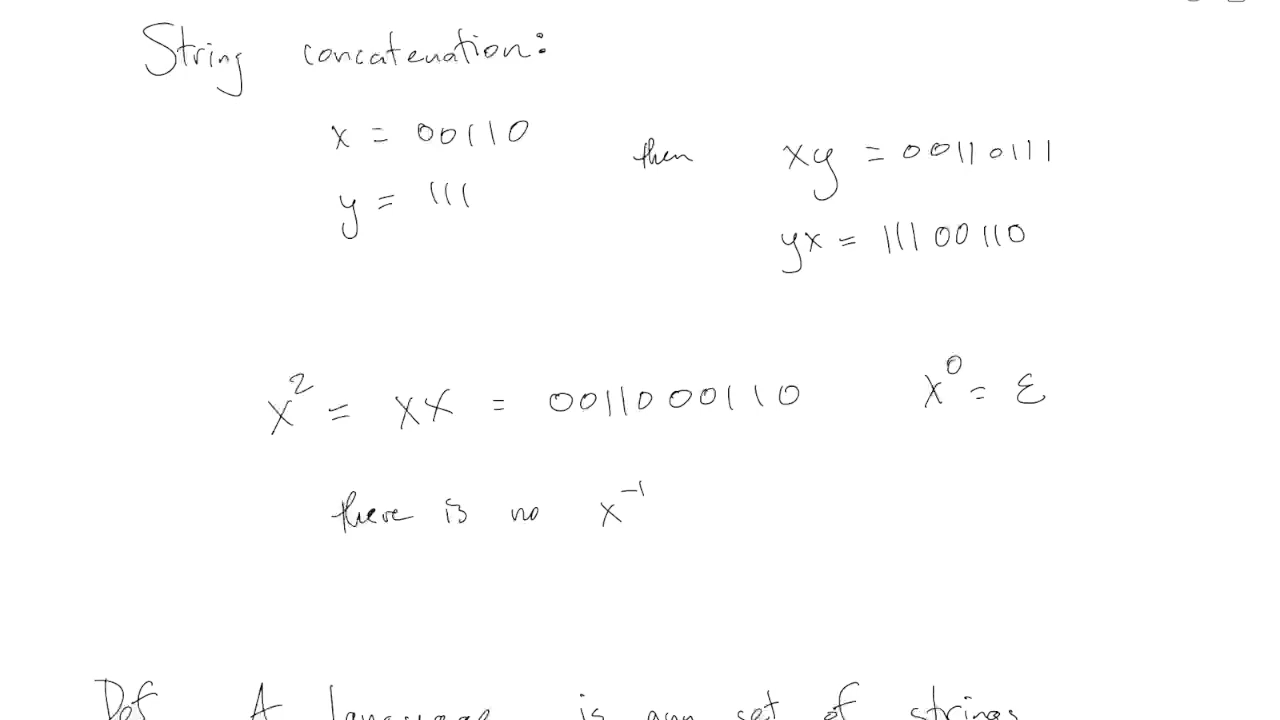 String concatenation:
x = 00110
then xy = 00110111
y = 111
yx = 11100110
x² = xx = 0011000110 x⁰ = ε
there is no x⁻¹
Def A language is any set of strings